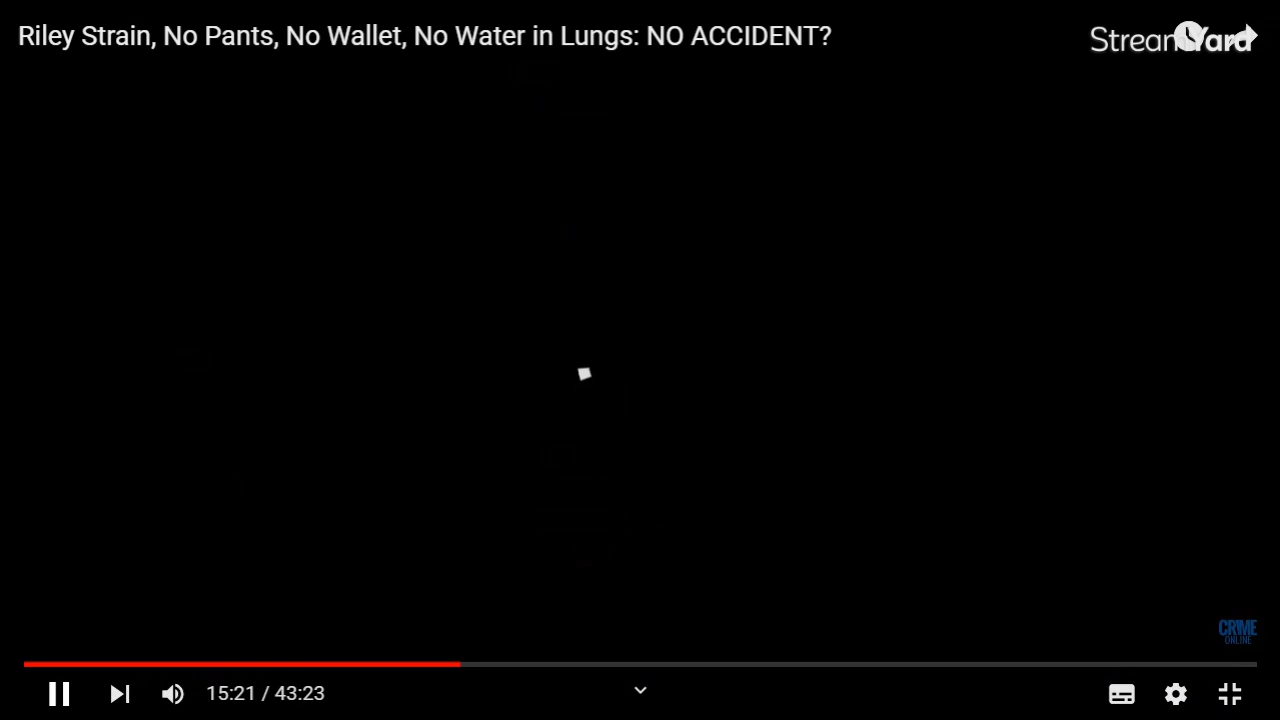 Riley Strain, No Pants, No Wallet, No Water in Lungs: NO ACCIDENT?
StreamYard
CRIME
ONLINE
15:21 / 43:23